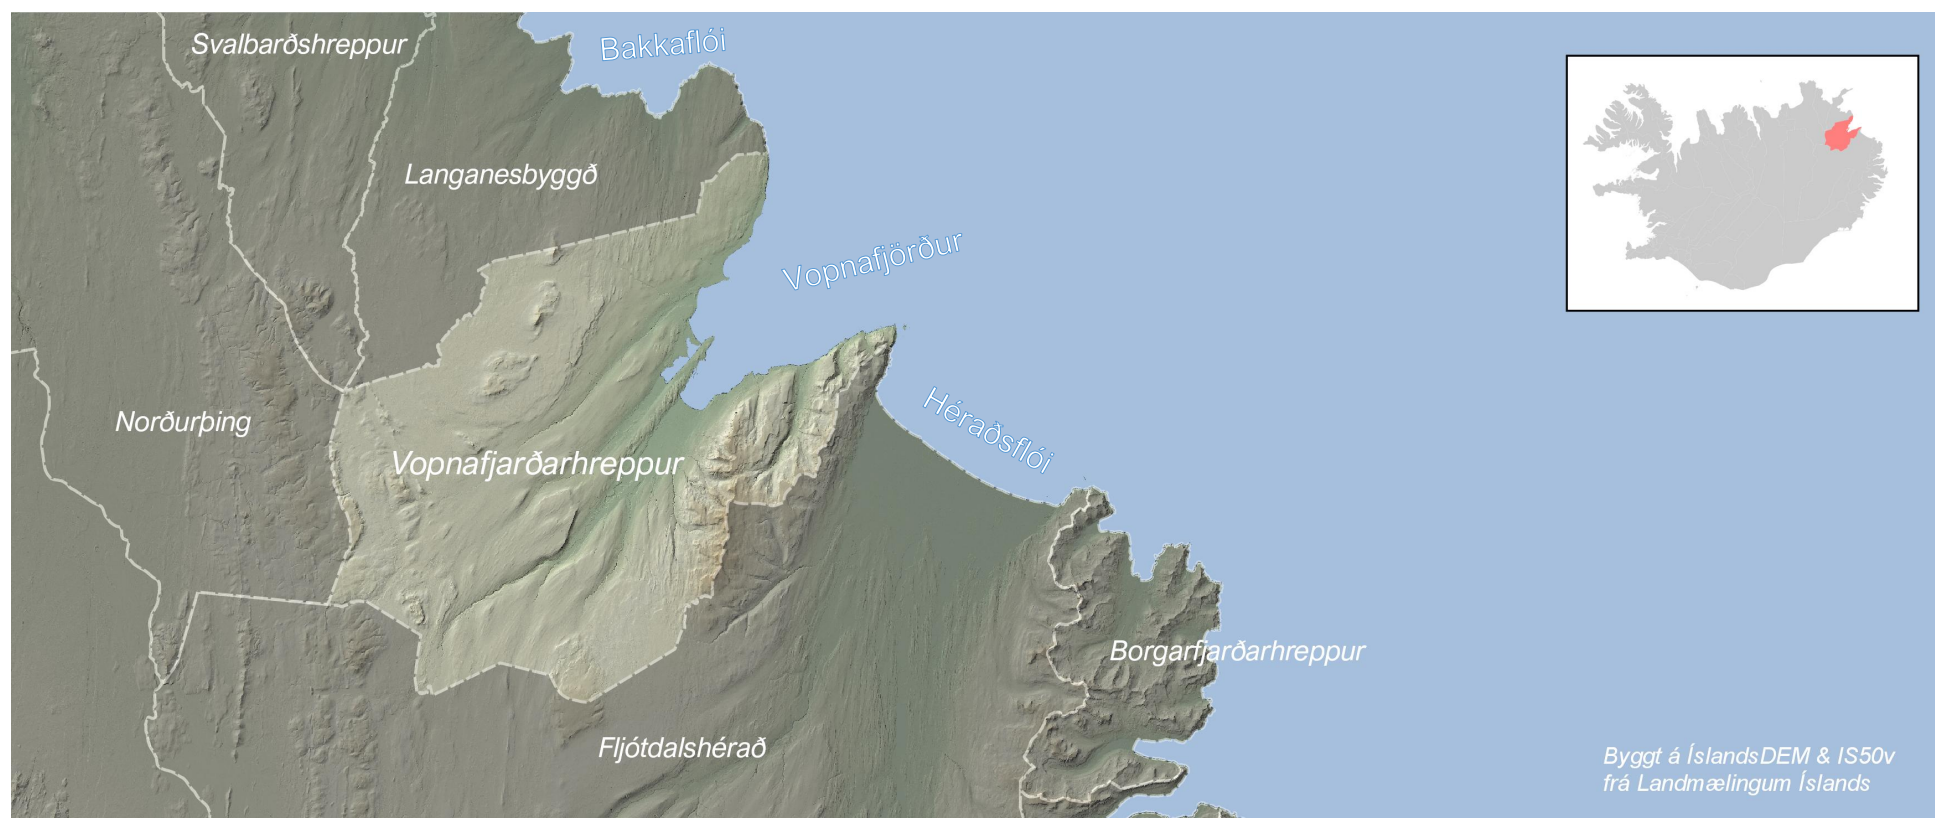 Svalbarðshreppur
Bakkaflói
Langanesbyggð
Vopnafjörður
Norðurþing
Héraðsflói
Vopnafjarðarhreppur
Borgarfjarðarhreppur
Fljótdalshérað
Byggt á ÍslandsDEM & IS50v
frá Landmælingum Íslands